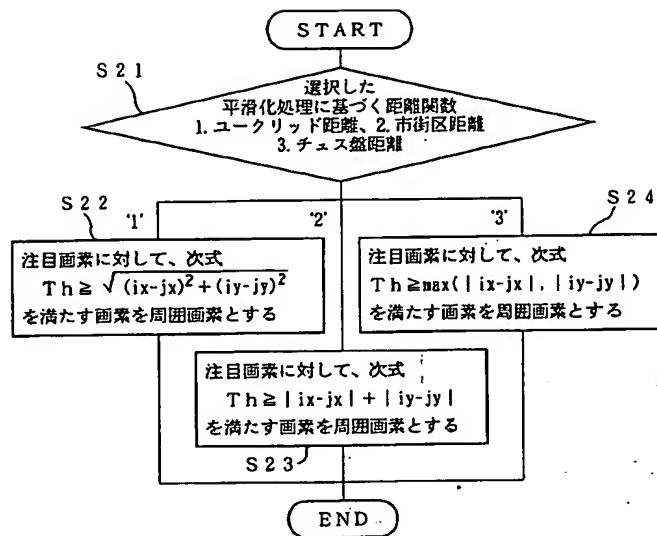 START
S21
選択した
平滑化処理に基づく距離関数
1. ユークリッド距離、2. 市街区距離
3. チェス盤距離
S22
'1'
'2'
'3'
S24
注目画素に対して、次式
Th ≧ √(ix-jx)²+(iy-jy)²
を満たす画素を周囲画素とする
注目画素に対して、次式
Th ≧ max(|ix-jx|, |iy-jy|)
を満たす画素を周囲画素とする
注目画素に対して、次式
Th ≧ |ix-jx| + |iy-jy|
を満たす画素を周囲画素とする
S23
END